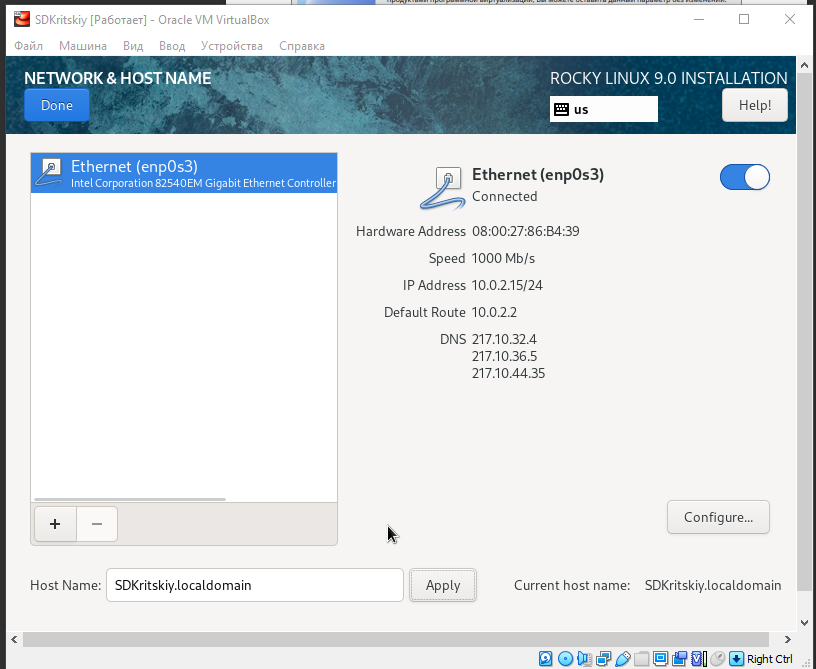 SDKritskiy [Работает] - Oracle VM VirtualBox
Файл Машина Вид Ввод Устройства Справка
NETWORK & HOST NAME
ROCKY LINUX 9.0 INSTALLATION
Done
us
Help!
Ethernet (enp0s3)
Intel Corporation 82540EM Gigabit Ethernet Controller
Ethernet (enp0s3)
Connected
Hardware Address 08:00:27:86:B4:39
Speed 1000 Mb/s
IP Address 10.0.2.15/24
Default Route 10.0.2.2
DNS 217.10.32.4
217.10.36.5
217.10.44.35
+ −
Configure...
Host Name: SDKritskiy.localdomain Apply Current host name: SDKritskiy.localdomain
Right Ctrl